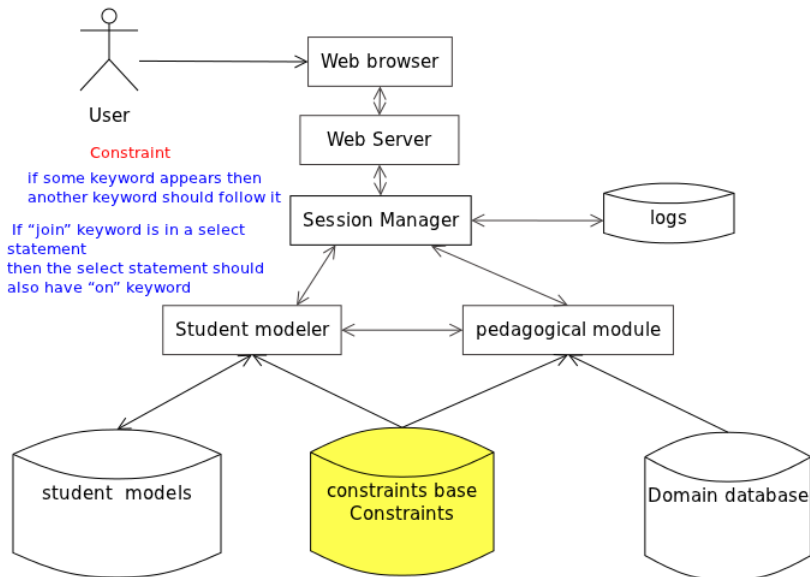 Web browser
User
Web Server
Constraint
if some keyword appears then
another keyword should follow it
Session Manager
logs
If “join” keyword is in a select
statement
then the select statement should
also have “on” keyword
Student modeler
pedagogical module
student models
constraints base
Constraints
Domain database